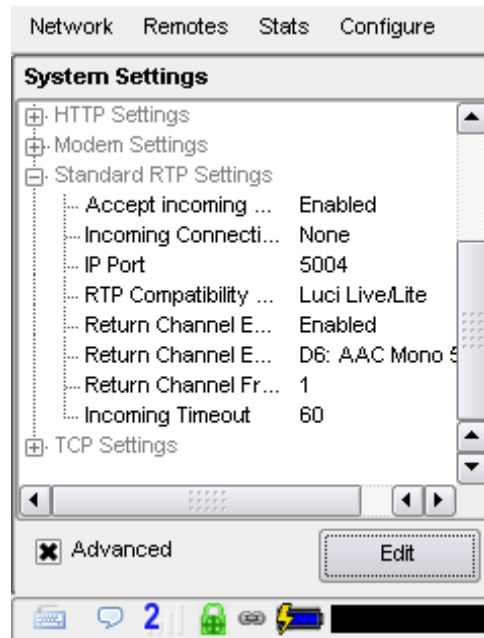 Network Remotes Stats Configure
System Settings
HTTP Settings
Modem Settings
Standard RTP Settings
Accept incoming ... Enabled
Incoming Connecti... None
IP Port 5004
RTP Compatibility ... Luci Live/Lite
Return Channel E... Enabled
Return Channel E... D6: AAC Mono 5
Return Channel Fr... 1
Incoming Timeout 60
TCP Settings
Advanced Edit
2